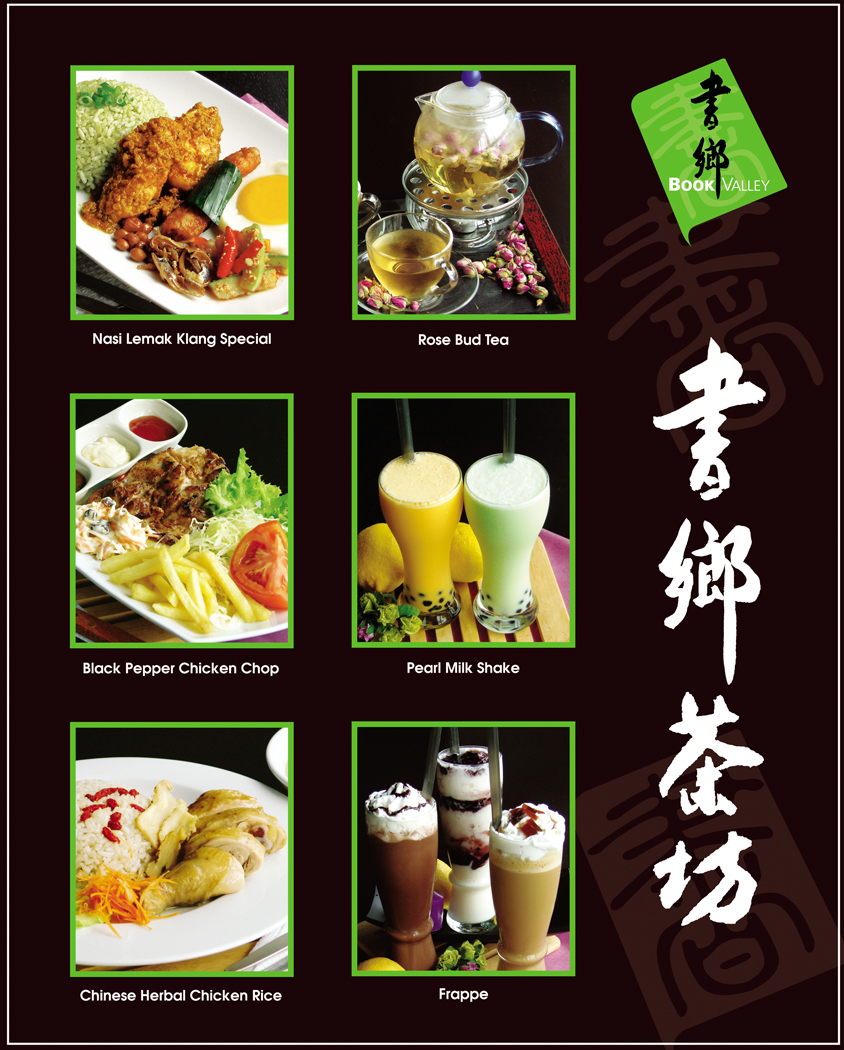 書鄉
BOOK VALLEY
Nasi Lemak Klang Special
Rose Bud Tea
Black Pepper Chicken Chop
Pearl Milk Shake
Chinese Herbal Chicken Rice
Frappe
書鄉茶坊